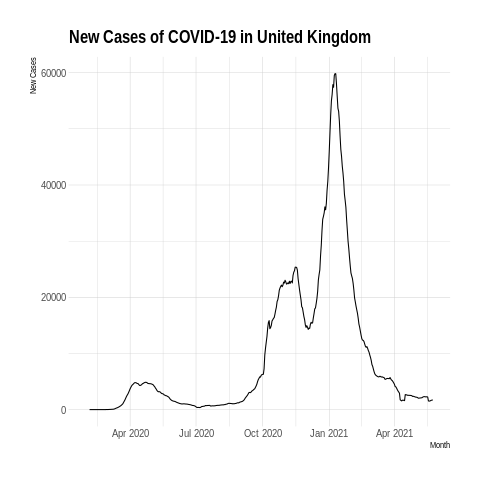 New Cases of COVID-19 in United Kingdom
New Cases
60000
40000
20000
0
Apr 2020 Jul 2020 Oct 2020 Jan 2021 Apr 2021
Month